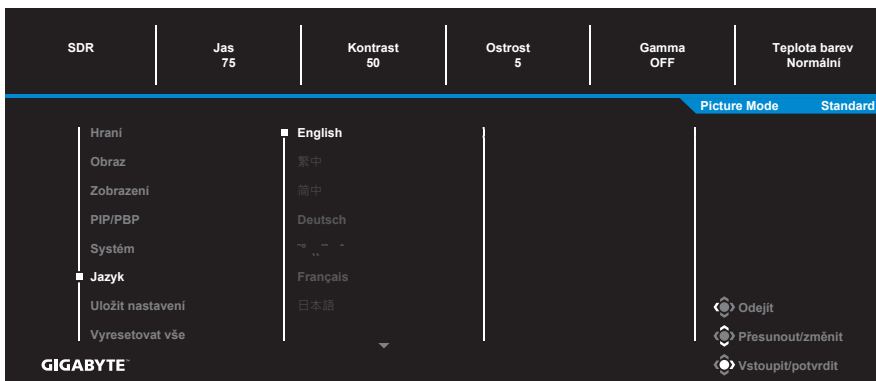 SDR
Jas
75
Kontrast
50
Ostrost
5
Gamma
OFF
Teplota barev
Normální
Picture Mode Standard
Hraní
Obraz
Zobrazení
PIP/PBP
Systém
Jazyk
Uložit nastavení
Vyresetovat vše
English
繁中
简中
Deutsch
Français
日本語
Odejít
Přesunout/změnit
Vstoupit/potvrdit
GIGABYTE™